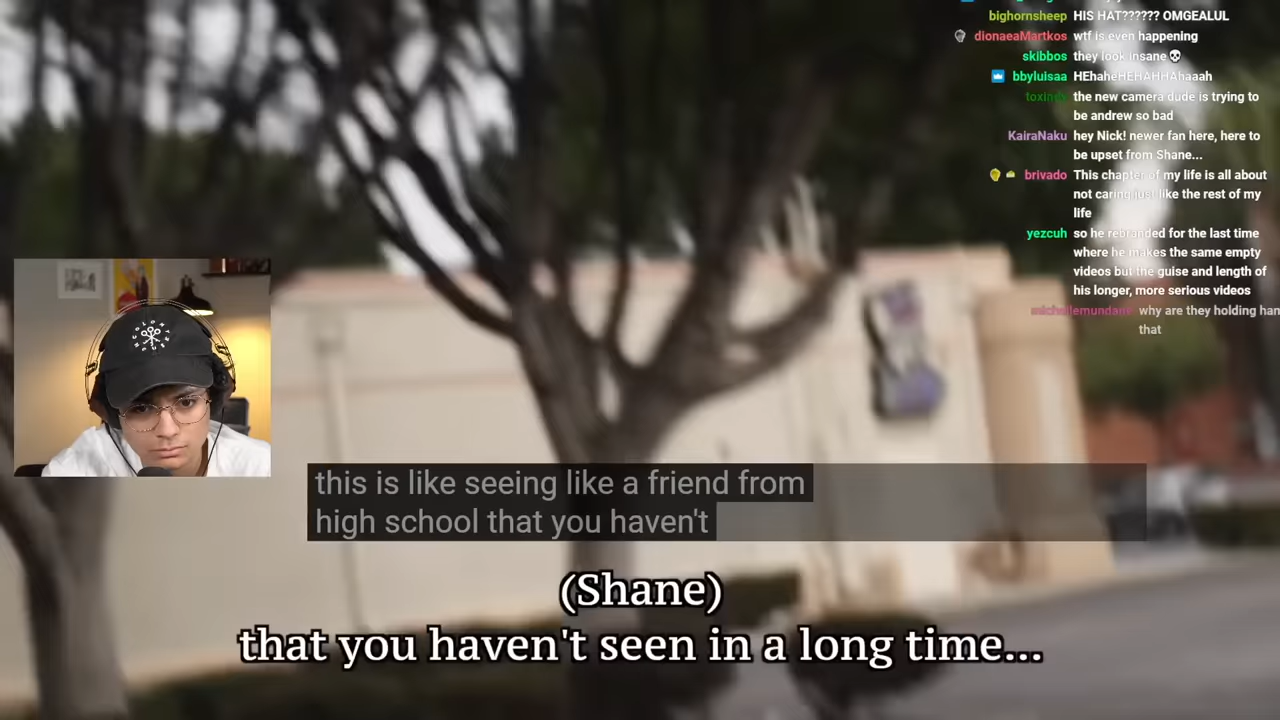 bighornsheep HIS HAT?????? OMGEALUL
dionaeaMartkos wtf is even happening
skibbos they look insane💀
bbyluisaa HEhaheHEHAHHAhaaah
the new camera dude is trying to
be andrew so bad
KairaNaku hey Nick! newer fan here, here to
be upset from Shane...
brivado This chapter of my life is all about
not caring just like the rest of my
life
yezcuh so he rebranded for the last time
where he makes the same empty
videos but the guise and length of
his longer, more serious videos
why are they holding han
that
this is like seeing like a friend from
high school that you haven't
(Shane)
that you haven't seen in a long time...